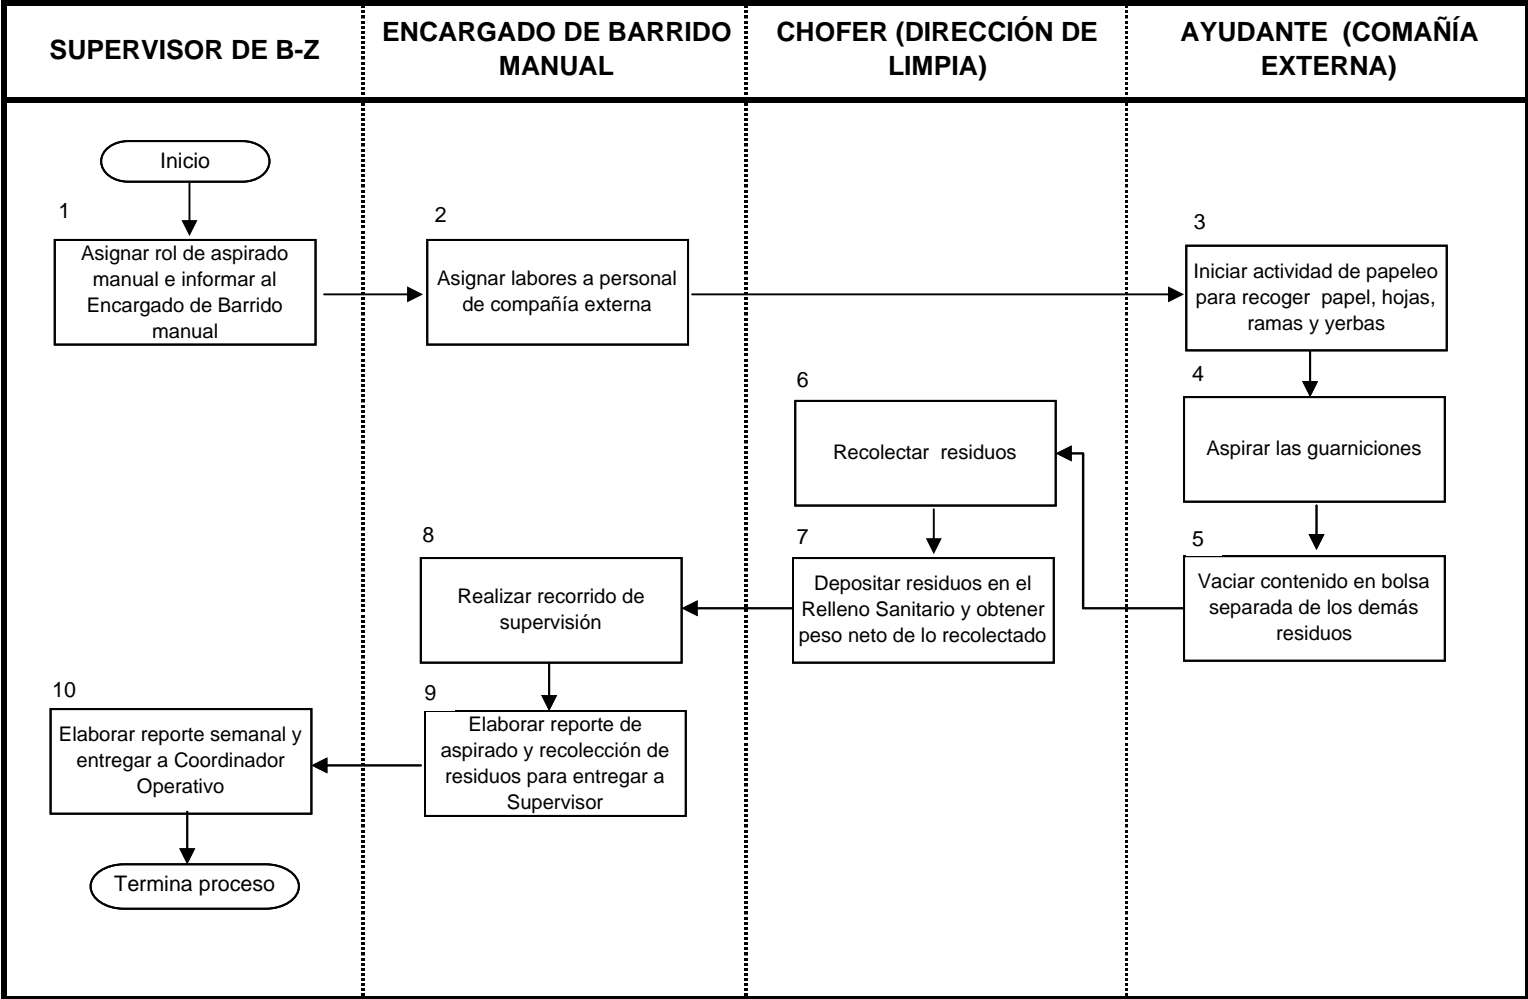 SUPERVISOR DE B-Z
ENCARGADO DE BARRIDO
MANUAL
CHOFER (DIRECCIÓN DE
LIMPIA)
AYUDANTE (COMAÑÍA
EXTERNA)
Inicio
1
Asignar rol de aspirado
manual e informar al
Encargado de Barrido
manual
2
Asignar labores a personal
de compañía externa
3
Iniciar actividad de papeleo
para recoger papel, hojas,
ramas y yerbas
4
Aspirar las guarniciones
5
Vaciar contenido en bolsa
separada de los demás
residuos
6
Recolectar residuos
7
Depositar residuos en el
Relleno Sanitario y obtener
peso neto de lo recolectado
8
Realizar recorrido de
supervisión
9
Elaborar reporte de
aspirado y recolección de
residuos para entregar a
Supervisor
10
Elaborar reporte semanal y
entregar a Coordinador
Operativo
Termina proceso